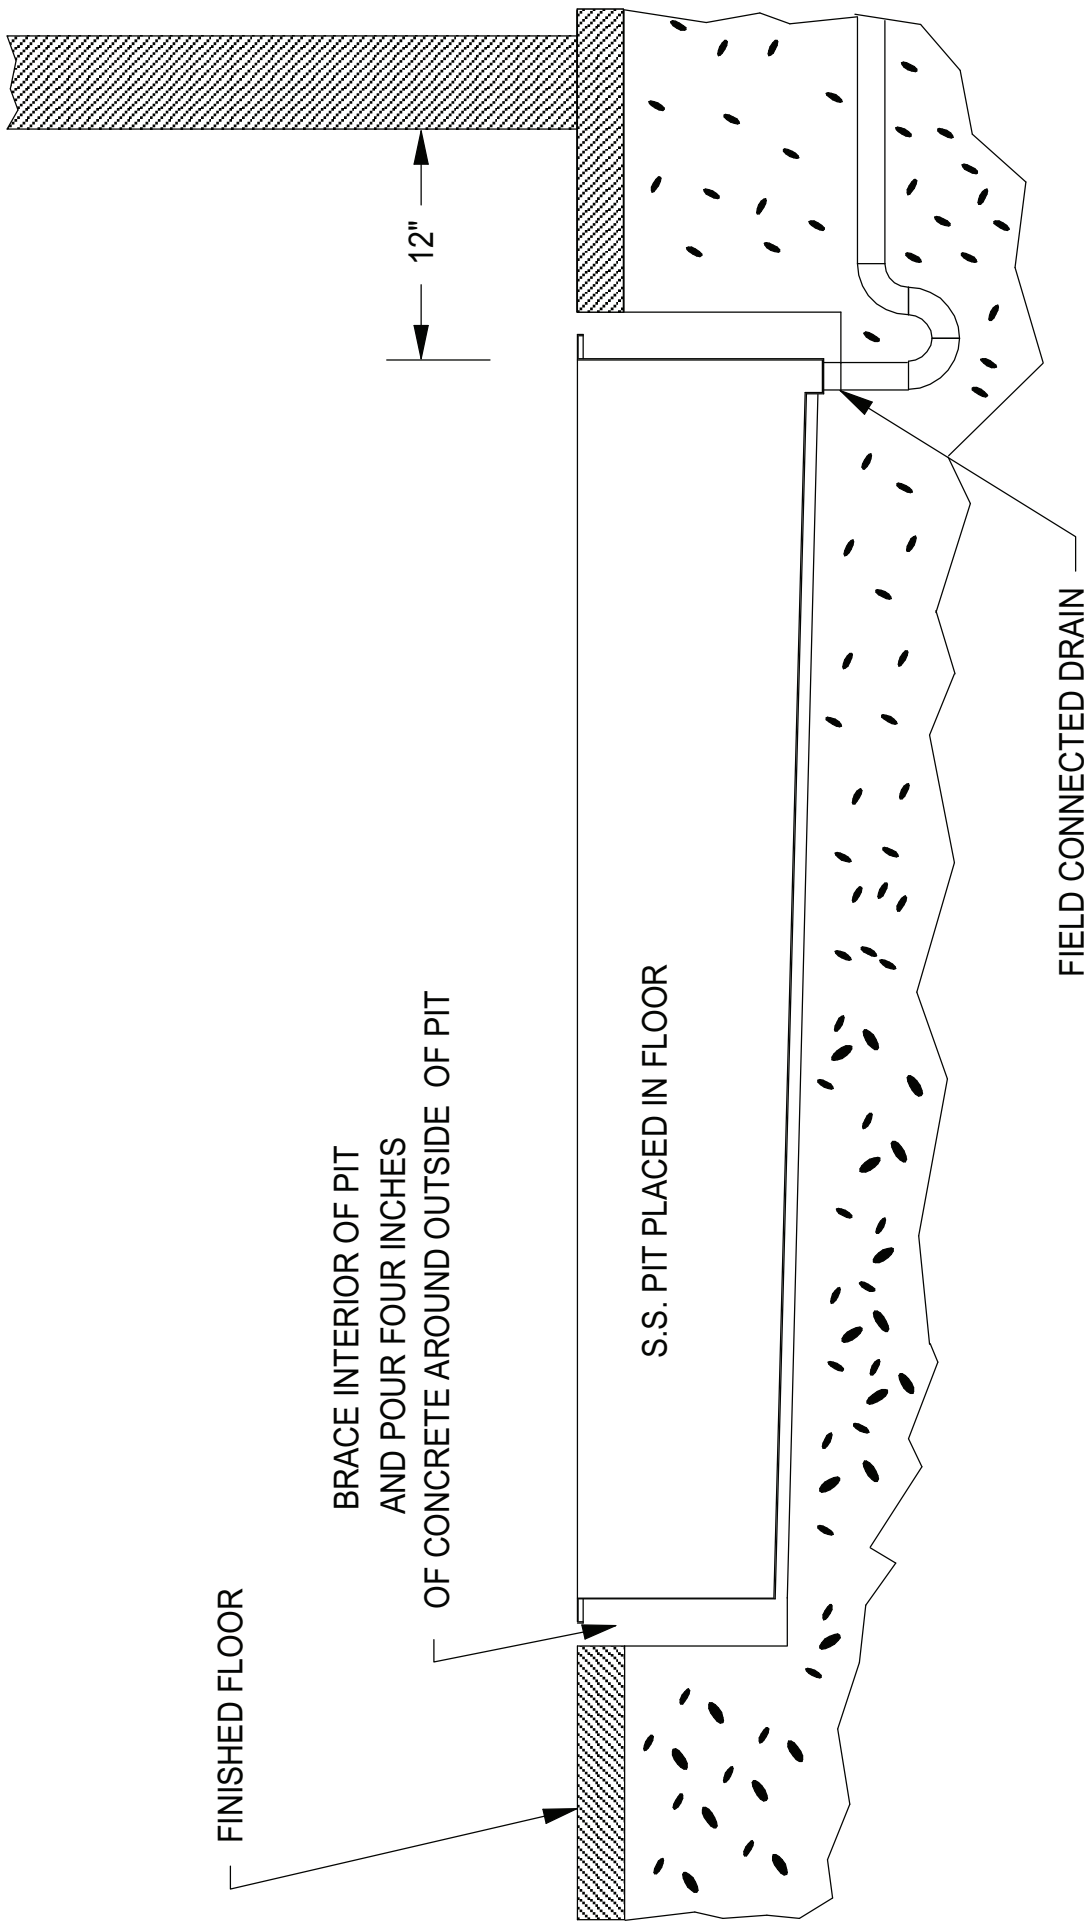 FINISHED FLOOR
BRACE INTERIOR OF PIT
AND POUR FOUR INCHES
OF CONCRETE AROUND OUTSIDE OF PIT
12"
S.S. PIT PLACED IN FLOOR
FIELD CONNECTED DRAIN